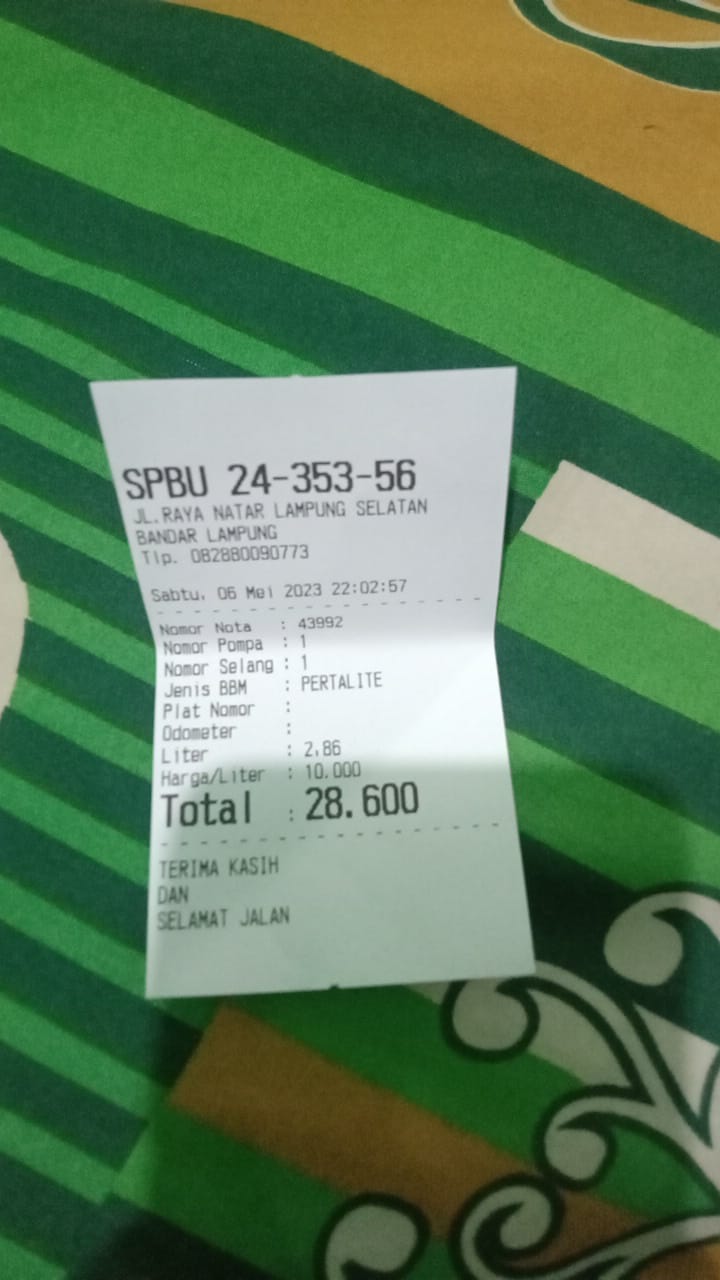 SPBU 24-353-56
JL.RAYA NATAR LAMPUNG SELATAN
BANDAR LAMPUNG
Tlp. 082880090773
Sabtu, 06 Mei 2023 22:02:57
Nomor Nota : 43992
Nomor Pompa : 1
Nomor Selang : 1
Jenis BBM : PERTALITE
Plat Nomor :
Odometer :
Liter : 2,86
Harga/Liter : 10.000
Total : 28.600
TERIMA KASIH
DAN
SELAMAT JALAN